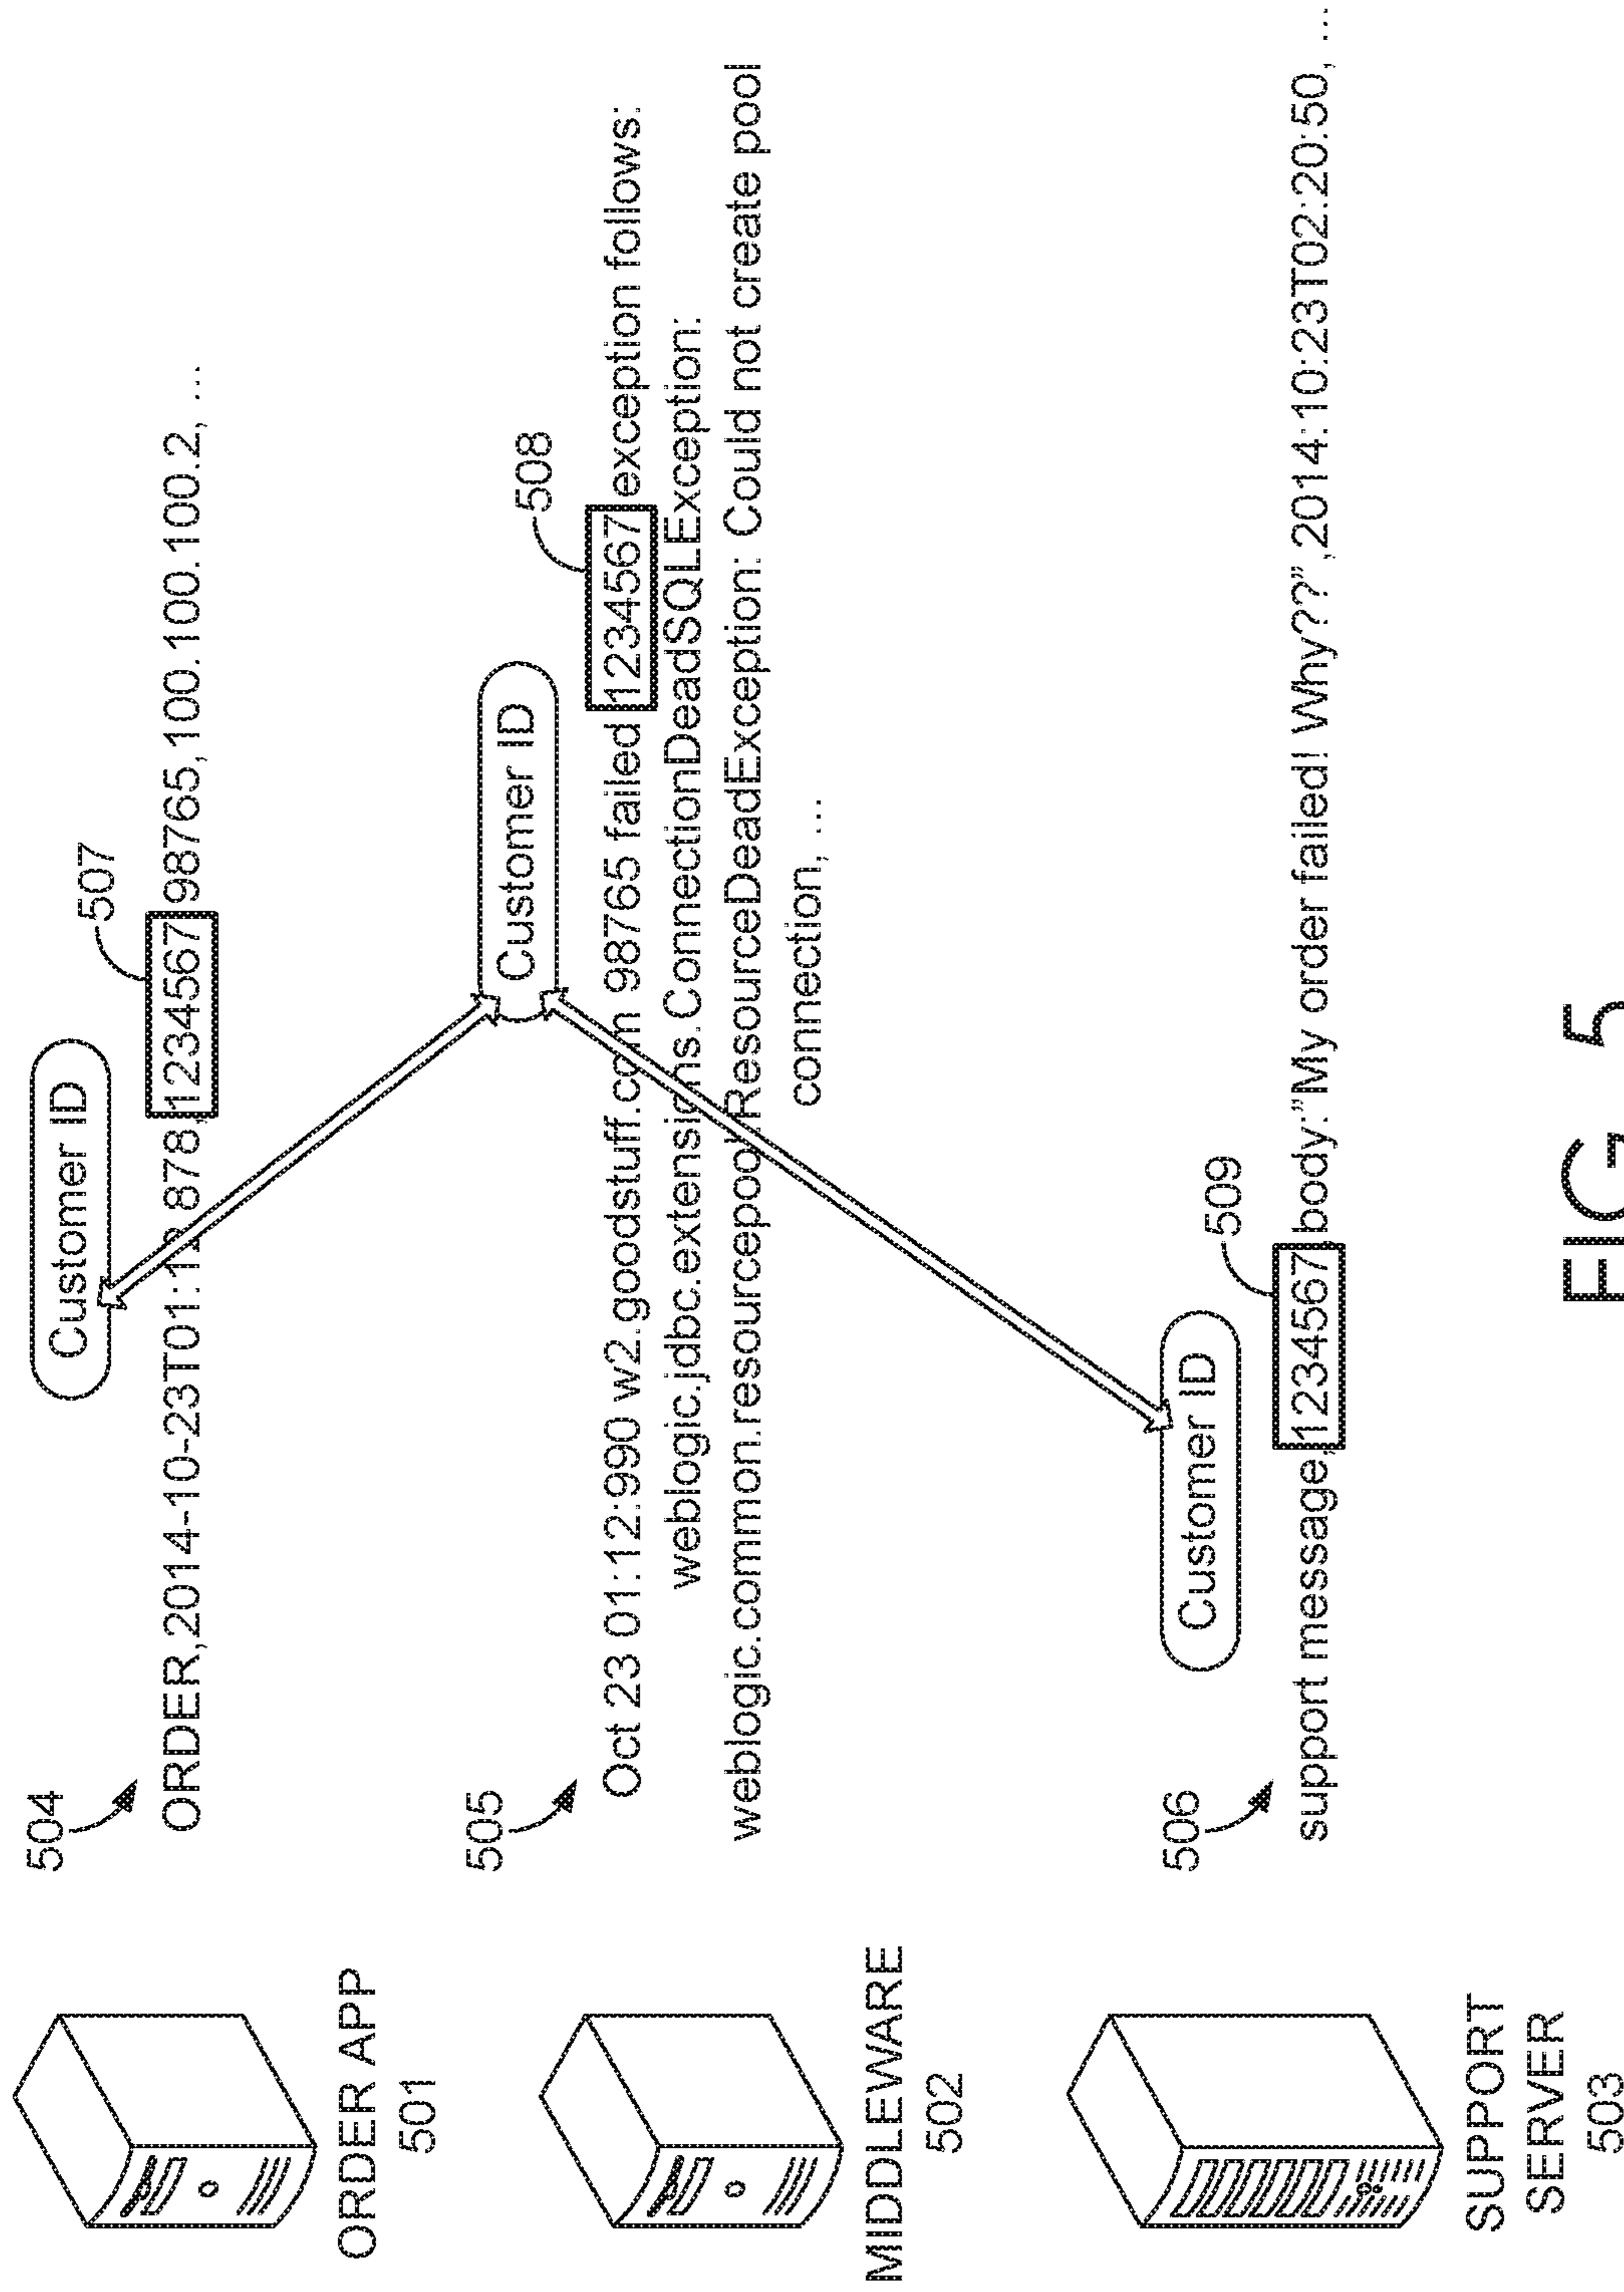 504
Customer ID
507
ORDER,2014-10-23T01:12:878,1234567,98765,100.100.100.2, ...
ORDER APP
501
505
Customer ID
508
Oct 23 01:12:990 w2.goodstuff.com 98765 failed 1234567 exception follows:
weblogic.jdbc.extensions.ConnectionDeadSQLException:
weblogic.common.resourcepool.ResourceDeadException: Could not create pool
connection, ...
MIDDLEWARE
502
506
Customer ID
509
support message,1234567,body:"My order failed! Why??",2014:10:23T02:20:50, ...
SUPPORT
SERVER
503
FIG. 5